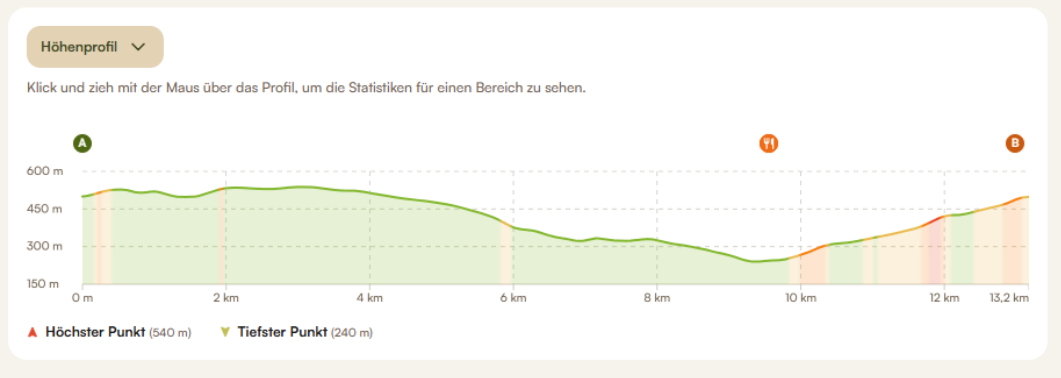 Höhenprofil
Klick und zieh mit der Maus über das Profil, um die Statistiken für einen Bereich zu sehen.
A
B
600 m
450 m
300 m
150 m
0 m 2 km 4 km 6 km 8 km 10 km 12 km 13,2 km
Höchster Punkt (540 m) Tiefster Punkt (240 m)